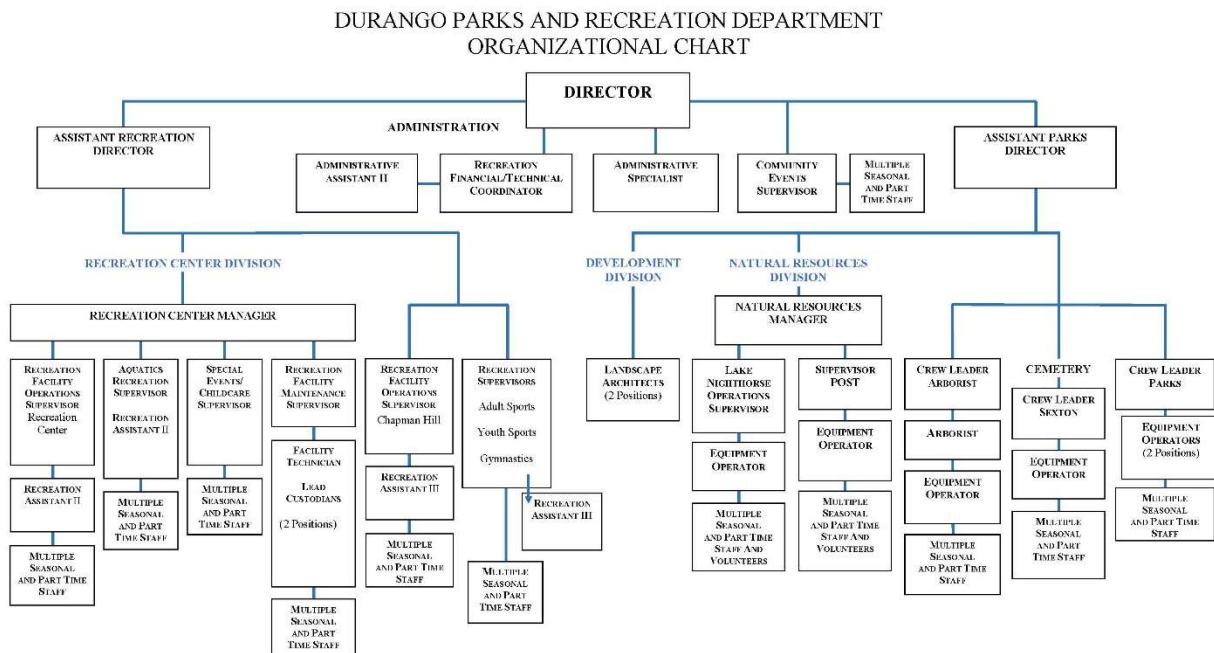 DURANGO PARKS AND RECREATION DEPARTMENT
ORGANIZATIONAL CHART
DIRECTOR
ADMINISTRATION
ASSISTANT RECREATION
DIRECTOR
ADMINISTRATIVE
ASSISTANT II
RECREATION
FINANCIAL/TECHNICAL
COORDINATOR
ADMINISTRATIVE
SPECIALIST
COMMUNITY
EVENTS
SUPERVISOR
MULTIPLE
SEASONAL
AND PART
TIME STAFF
ASSISTANT PARKS
DIRECTOR
RECREATION CENTER DIVISION
DEVELOPMENT
DIVISION
NATURAL RESOURCES
DIVISION
RECREATION CENTER MANAGER
NATURAL RESOURCES
MANAGER
RECREATION
FACILITY
OPERATIONS
SUPERVISOR
Recreation
Center
RECREATION
ASSISTANT II
MULTIPLE
SEASONAL
AND PART TIME
STAFF
AQUATICS
RECREATION
SUPERVISOR
RECREATION
ASSISTANT II
MULTIPLE
SEASONAL
AND PART
TIME STAFF
SPECIAL
EVENTS/
CHILDCARE
SUPERVISOR
MULTIPLE
SEASONAL
AND PART
TIME STAFF
RECREATION
FACILITY
MAINTENANCE
SUPERVISOR
FACILITY
TECHNICIAN
LEAD
CUSTODIANS
(2 Positions)
MULTIPLE
SEASONAL
AND PART
TIME STAFF
RECREATION
FACILITY
OPERATIONS
SUPERVISOR
Chapman Hill
RECREATION
ASSISTANT III
MULTIPLE
SEASONAL
AND PART TIME
STAFF
RECREATION
SUPERVISORS
Adult Sports
Youth Sports
Gymnastics
RECREATION
ASSISTANT III
MULTIPLE
SEASONAL
AND PART TIME
STAFF
LANDSCAPE
ARCHITECTS
(2 Positions)
LAKE
NIGHTHORSE
OPERATIONS
SUPERVISOR
EQUIPMENT
OPERATOR
MULTIPLE
SEASONAL
AND PART TIME
STAFF AND
VOLUNTEERS
SUPERVISOR
POST
EQUIPMENT
OPERATOR
MULTIPLE
SEASONAL
AND PART TIME
STAFF AND
VOLUNTEERS
CREW LEADER
ARBORIST
ARBORIST
EQUIPMENT
OPERATOR
MULTIPLE
SEASONAL
AND PART TIME
STAFF
CEMETERY
CREW LEADER
SEXTON
EQUIPMENT
OPERATOR
MULTIPLE
SEASONAL
AND PART TIME
STAFF
CREW LEADER
PARKS
EQUIPMENT
OPERATORS
(2 Positions)
MULTIPLE
SEASONAL
AND PART TIME
STAFF